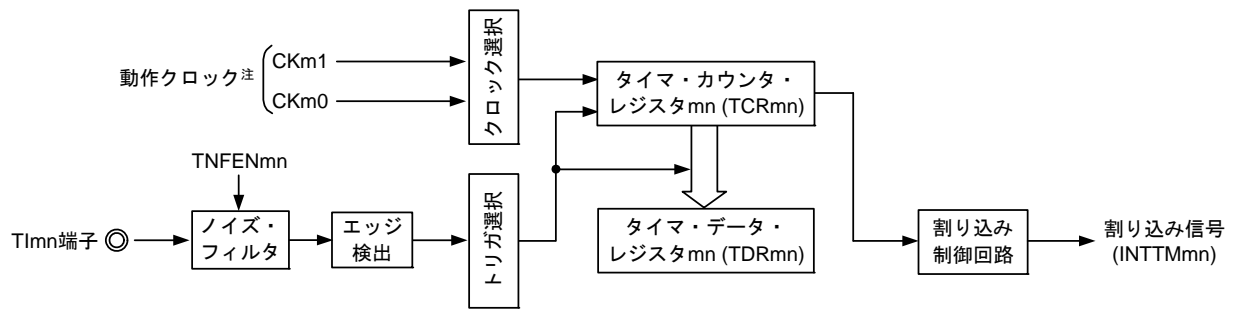 動作クロック注
CKm1
CKm0
クロック選択
タイマ・カウンタ・
レジスタmn (TCRmn)
TNFENmn
TImn端子
ノイズ・
フィルタ
エッジ
検出
トリガ選択
タイマ・データ・
レジスタmn (TDRmn)
割り込み
制御回路
割り込み信号
(INTTMmn)